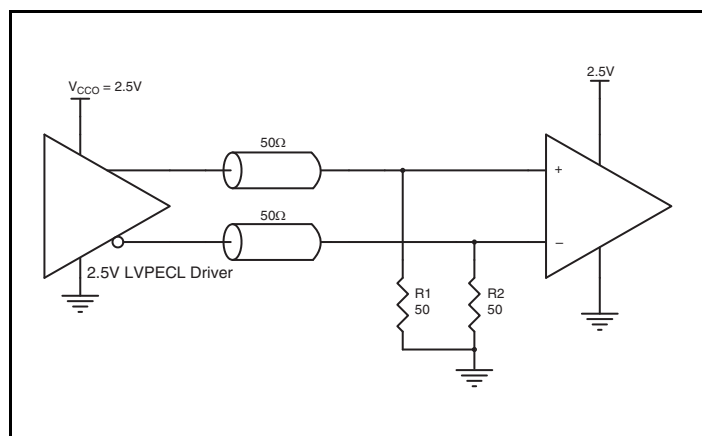 V_CCO = 2.5V
2.5V
50Ω
+
50Ω
−
2.5V LVPECL Driver
R1
50
R2
50